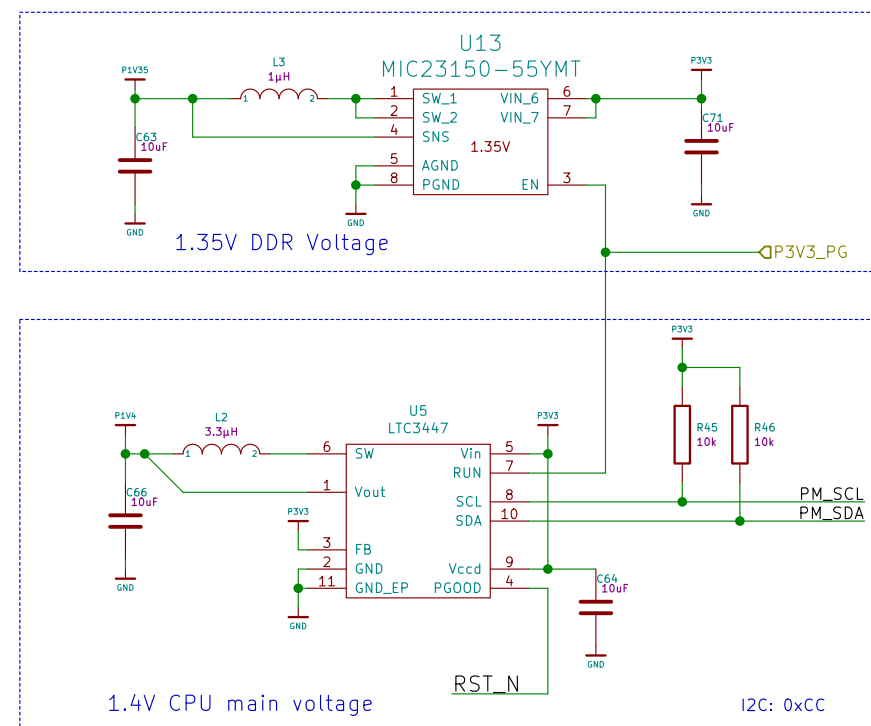 U13
MIC23150-55YMT
P1V35
L3
1µH
1 2
P3V3
1 SW_1 VIN_6 6
2 SW_2 VIN_7 7
4 SNS
C63
10uF
C71
10uF
1.35V
5 AGND
8 PGND EN 3
GND
GND
GND
1.35V DDR Voltage
P3V3_PG
P3V3
P1V4
L2
3.3µH
1 2
U5
LTC3447
P3V3
R45
10k
R46
10k
6 SW Vin 5
RUN 7
1 Vout
SCL 8
PM_SCL
SDA 10
PM_SDA
C66
10uF
P3V3
3 FB
2 GND Vccd 9
11 GND_EP PGOOD 4
C64
10uF
GND
GND
GND
RST_N
1.4V CPU main voltage
I2C: 0xCC